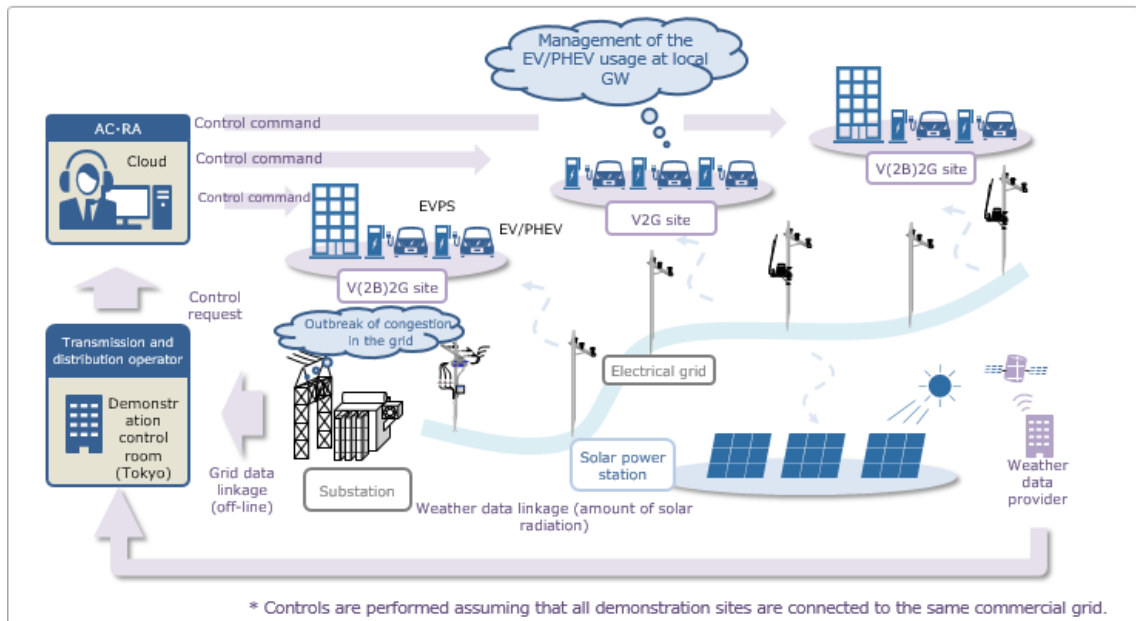 Management of the
EV/PHEV usage at local
GW
AC・RA
Cloud
Control command
Control command
Control command
V(2B)2G site
V2G site
EVPS
EV/PHEV
V(2B)2G site
Control
request
Outbreak of congestion
in the grid
Transmission and
distribution operator
Demonstr
ation
control
room
(Tokyo)
Electrical grid
Grid data
linkage
(off-line)
Substation
Solar power
station
Weather data linkage (amount of solar
radiation)
Weather
data
provider
* Controls are performed assuming that all demonstration sites are connected to the same commercial grid.